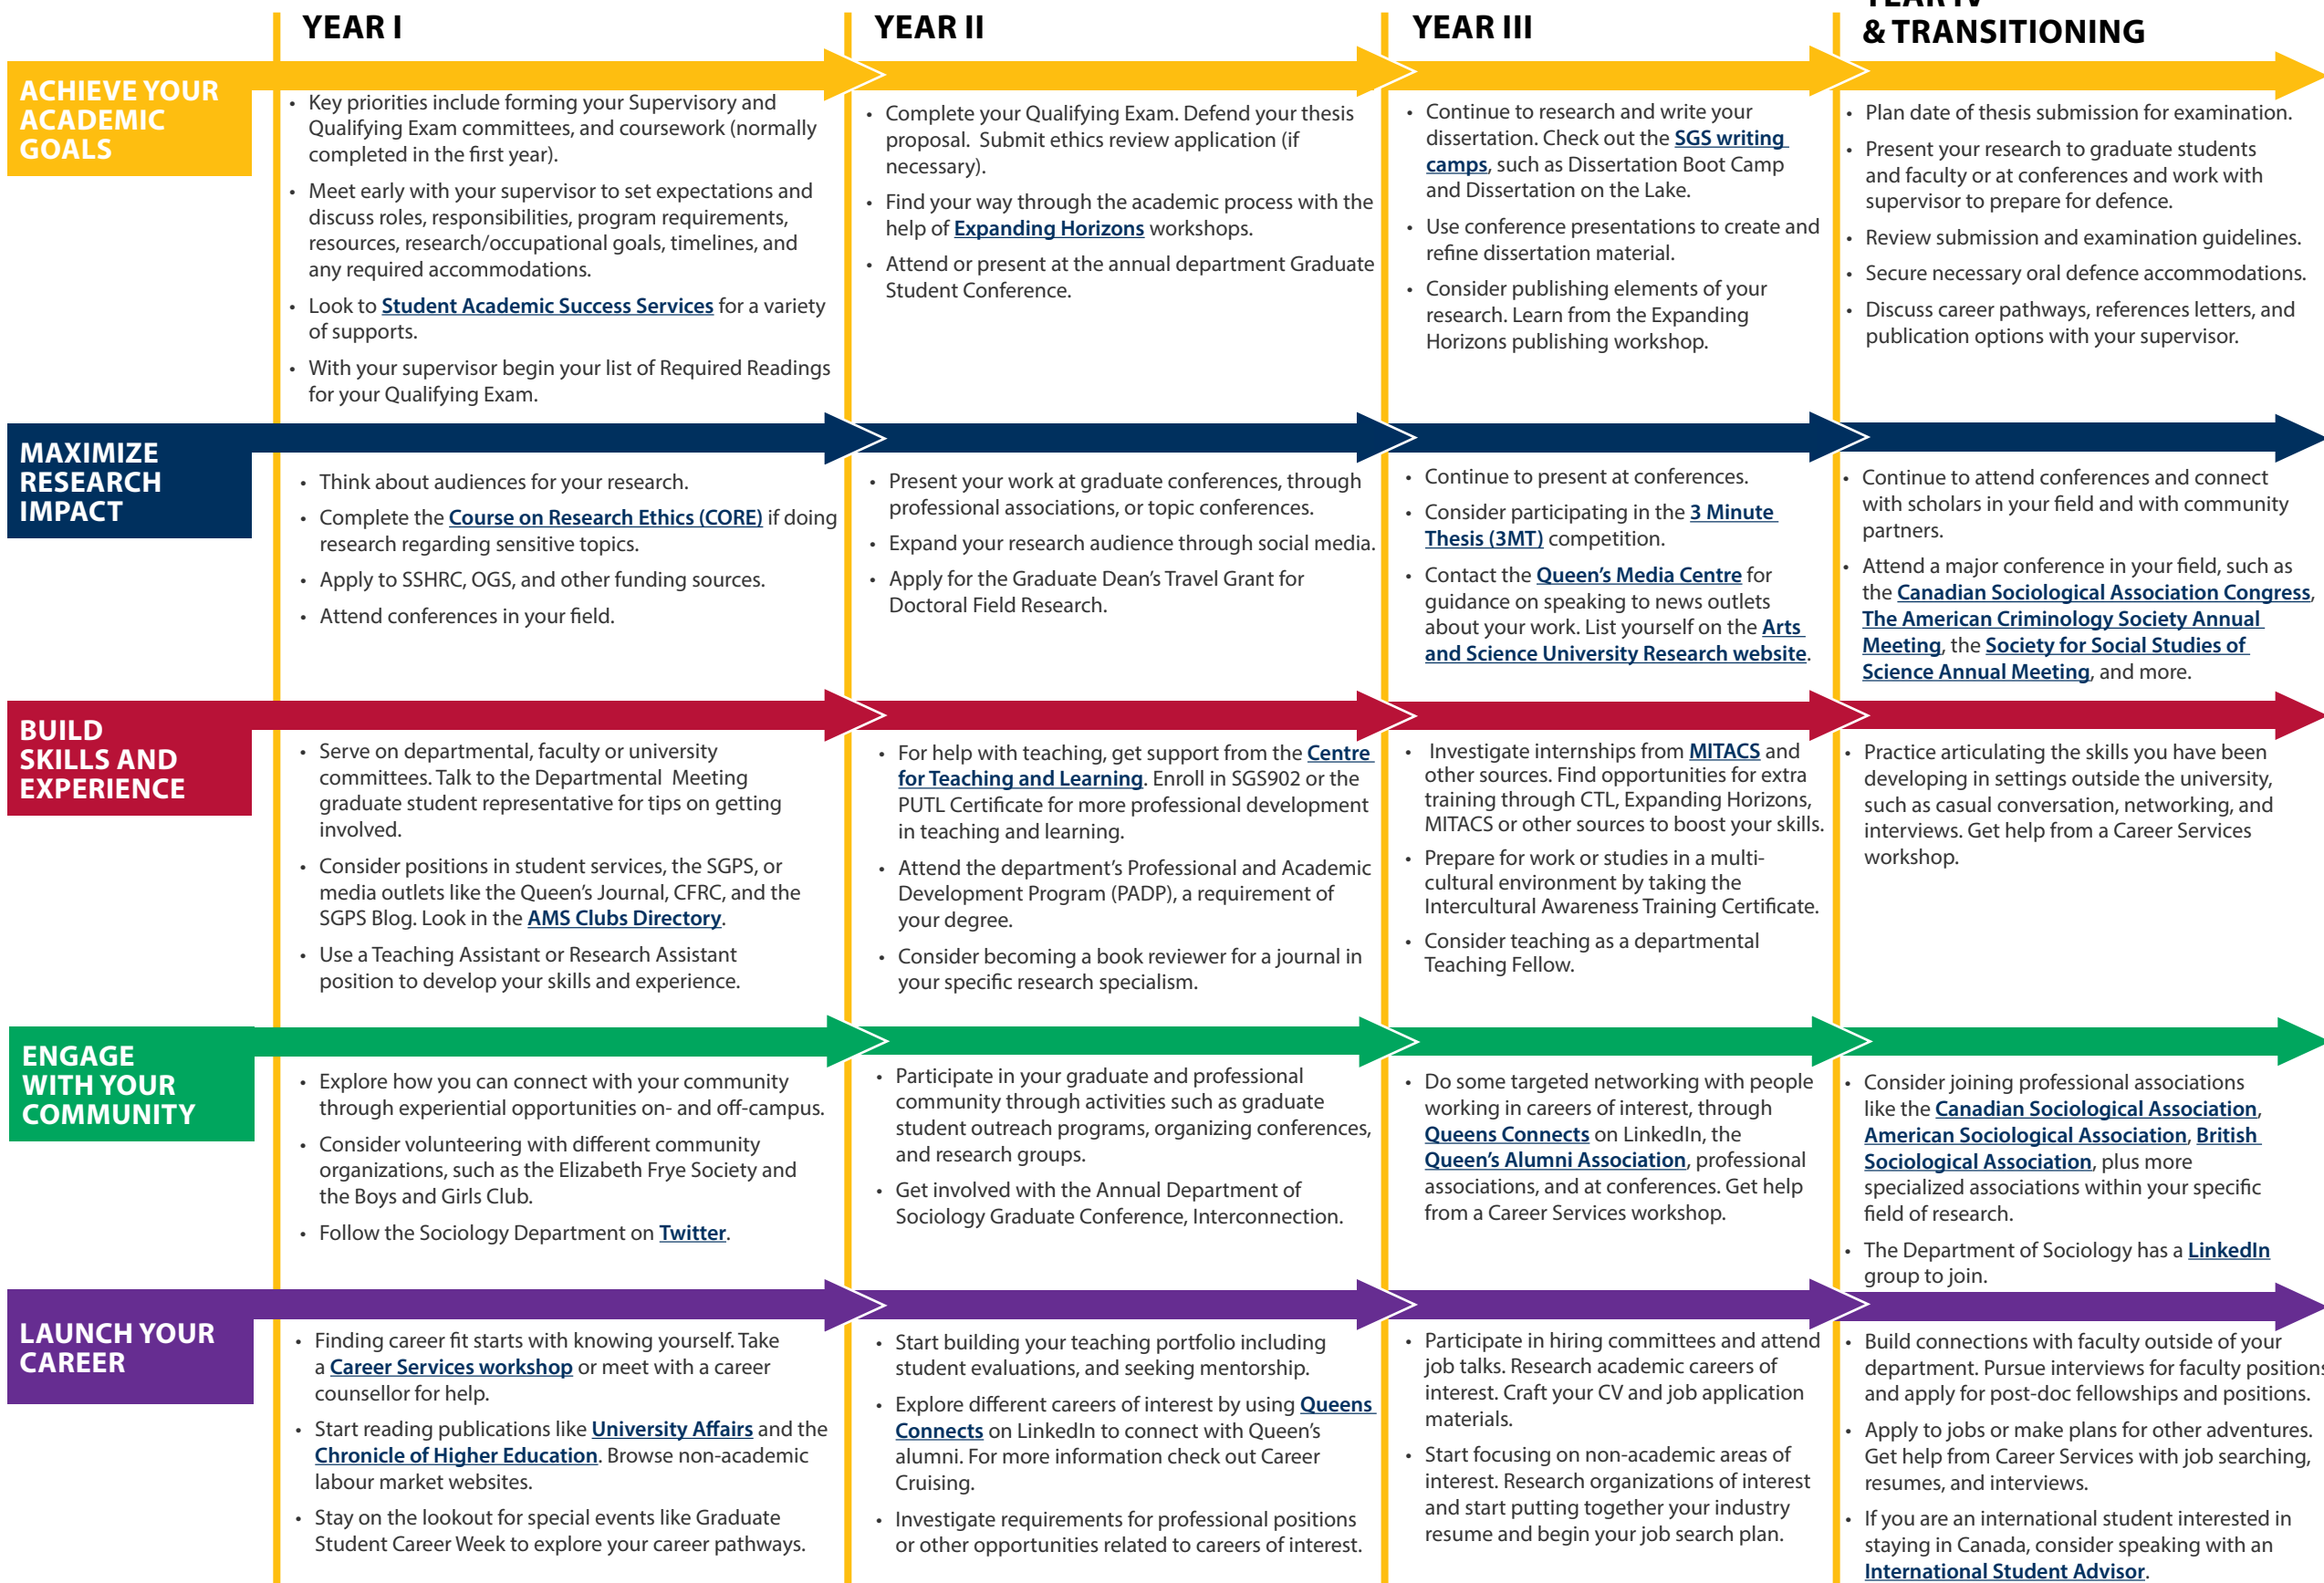 YEAR I
YEAR II
YEAR III
YEAR IV
& TRANSITIONING
ACHIEVE YOUR
ACADEMIC
GOALS
• Key priorities include forming your Supervisory and
Qualifying Exam committees, and coursework (normally
completed in the first year).
• Meet early with your supervisor to set expectations and
discuss roles, responsibilities, program requirements,
resources, research/occupational goals, timelines, and
any required accommodations.
• Look to Student Academic Success Services for a variety
of supports.
• With your supervisor begin your list of Required Readings
for your Qualifying Exam.
• Complete your Qualifying Exam. Defend your thesis
proposal.  Submit ethics review application (if
necessary).
• Find your way through the academic process with the
help of Expanding Horizons workshops.
• Attend or present at the annual department Graduate
Student Conference.
• Continue to research and write your
dissertation. Check out the SGS writing
camps, such as Dissertation Boot Camp
and Dissertation on the Lake.
• Use conference presentations to create and
refine dissertation material.
• Consider publishing elements of your
research. Learn from the Expanding
Horizons publishing workshop.
• Plan date of thesis submission for examination.
• Present your research to graduate students
and faculty or at conferences and work with
supervisor to prepare for defence.
• Review submission and examination guidelines.
• Secure necessary oral defence accommodations.
• Discuss career pathways, references letters, and
publication options with your supervisor.
MAXIMIZE
RESEARCH
IMPACT
• Think about audiences for your research.
• Complete the Course on Research Ethics (CORE) if doing
research regarding sensitive topics.
• Apply to SSHRC, OGS, and other funding sources.
• Attend conferences in your field.
• Present your work at graduate conferences, through
professional associations, or topic conferences.
• Expand your research audience through social media.
• Apply for the Graduate Dean's Travel Grant for
Doctoral Field Research.
• Continue to present at conferences.
• Consider participating in the 3 Minute
Thesis (3MT) competition.
• Contact the Queen's Media Centre for
guidance on speaking to news outlets
about your work. List yourself on the Arts
and Science University Research website.
• Continue to attend conferences and connect
with scholars in your field and with community
partners.
• Attend a major conference in your field, such as
the Canadian Sociological Association Congress,
The American Criminology Society Annual
Meeting, the Society for Social Studies of
Science Annual Meeting, and more.
BUILD
SKILLS AND
EXPERIENCE
• Serve on departmental, faculty or university
committees. Talk to the Departmental  Meeting
graduate student representative for tips on getting
involved.
• Consider positions in student services, the SGPS, or
media outlets like the Queen's Journal, CFRC, and the
SGPS Blog. Look in the AMS Clubs Directory.
• Use a Teaching Assistant or Research Assistant
position to develop your skills and experience.
• For help with teaching, get support from the Centre
for Teaching and Learning. Enroll in SGS902 or the
PUTL Certificate for more professional development
in teaching and learning.
• Attend the department's Professional and Academic
Development Program (PADP), a requirement of
your degree.
• Consider becoming a book reviewer for a journal in
your specific research specialism.
• Investigate internships from MITACS and
other sources. Find opportunities for extra
training through CTL, Expanding Horizons,
MITACS or other sources to boost your skills.
• Prepare for work or studies in a multi-
cultural environment by taking the
Intercultural Awareness Training Certificate.
• Consider teaching as a departmental
Teaching Fellow.
• Practice articulating the skills you have been
developing in settings outside the university,
such as casual conversation, networking, and
interviews. Get help from a Career Services
workshop.
ENGAGE
WITH YOUR
COMMUNITY
• Explore how you can connect with your community
through experiential opportunities on- and off-campus.
• Consider volunteering with different community
organizations, such as the Elizabeth Frye Society and
the Boys and Girls Club.
• Follow the Sociology Department on Twitter.
• Participate in your graduate and professional
community through activities such as graduate
student outreach programs, organizing conferences,
and research groups.
• Get involved with the Annual Department of
Sociology Graduate Conference, Interconnection.
• Do some targeted networking with people
working in careers of interest, through
Queens Connects on LinkedIn, the
Queen's Alumni Association, professional
associations, and at conferences. Get help
from a Career Services workshop.
• Consider joining professional associations
like the Canadian Sociological Association,
American Sociological Association, British
Sociological Association, plus more
specialized associations within your specific
field of research.
• The Department of Sociology has a LinkedIn
group to join.
LAUNCH YOUR
CAREER
• Finding career fit starts with knowing yourself. Take
a Career Services workshop or meet with a career
counsellor for help.
• Start reading publications like University Affairs and the
Chronicle of Higher Education. Browse non-academic
labour market websites.
• Stay on the lookout for special events like Graduate
Student Career Week to explore your career pathways.
• Start building your teaching portfolio including
student evaluations, and seeking mentorship.
• Explore different careers of interest by using Queens
Connects on LinkedIn to connect with Queen's
alumni. For more information check out Career
Cruising.
• Investigate requirements for professional positions
or other opportunities related to careers of interest.
• Participate in hiring committees and attend
job talks. Research academic careers of
interest. Craft your CV and job application
materials.
• Start focusing on non-academic areas of
interest. Research organizations of interest
and start putting together your industry
resume and begin your job search plan.
• Build connections with faculty outside of your
department. Pursue interviews for faculty positions
and apply for post-doc fellowships and positions.
• Apply to jobs or make plans for other adventures.
Get help from Career Services with job searching,
resumes, and interviews.
• If you are an international student interested in
staying in Canada, consider speaking with an
International Student Advisor.